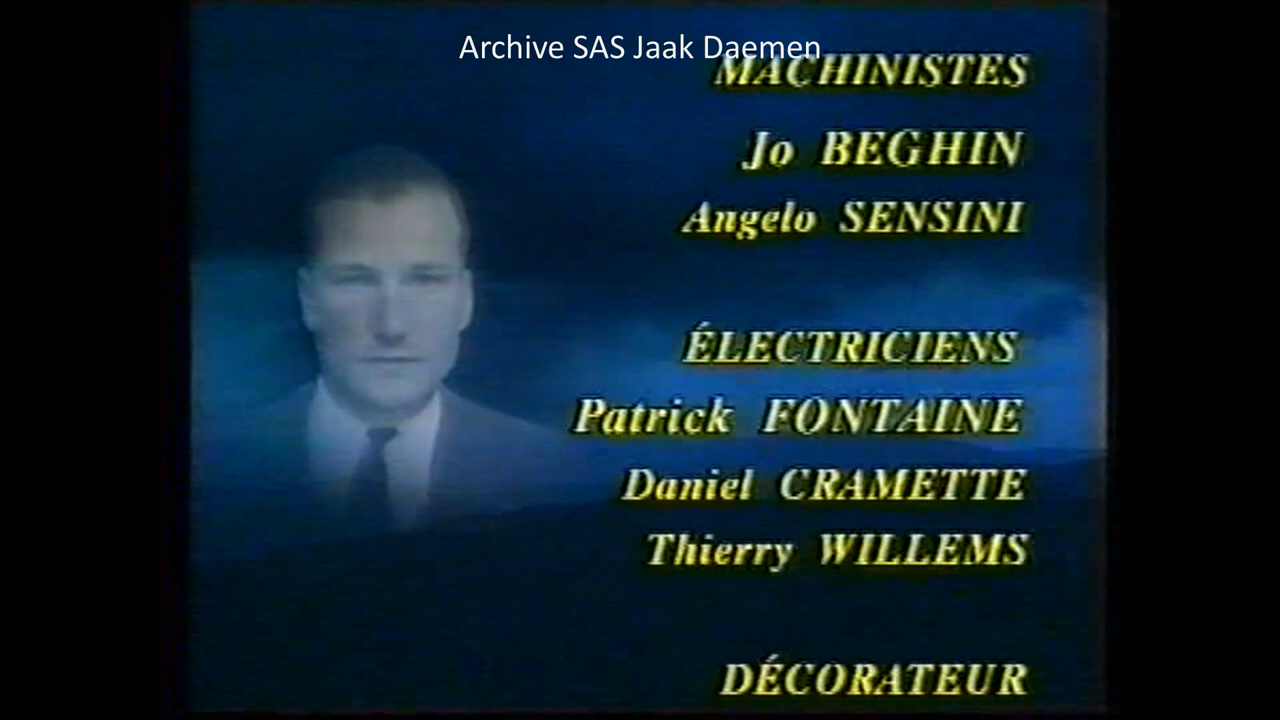 Archive SAS Jaak Daemen
MACHINISTES
Jo BEGHIN
Angelo SENSINI
ÉLECTRICIENS
Patrick FONTAINE
Daniel CRAMETTE
Thierry WILLEMS
DÉCORATEUR